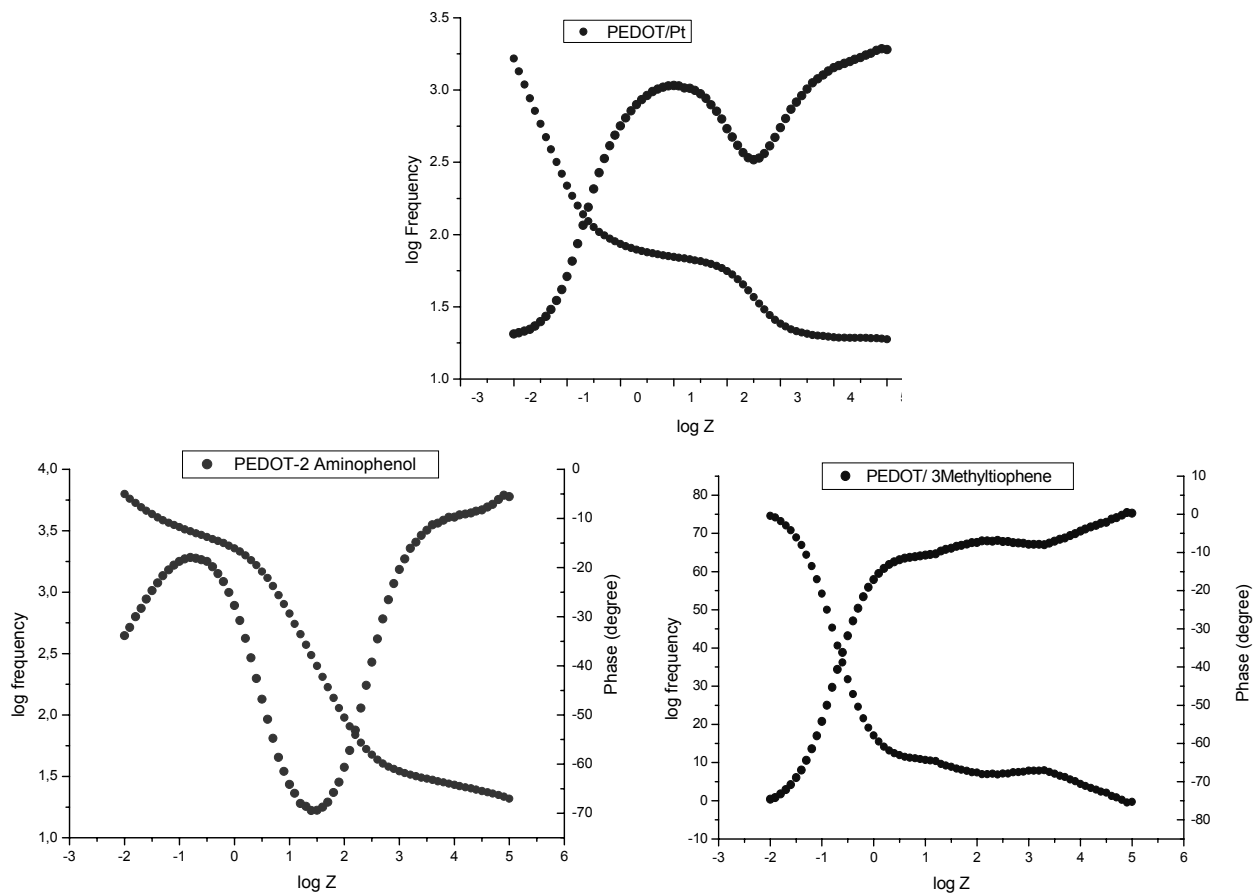 PEDOT/Pt
3.5
3.0
2.5
2.0
1.5
1.0
log Frequency
-3 -1 0 1 2 3 4 5
log Z
PEDOT-2 Aminophenol
4,0
3,5
3,0
2,5
2,0
1,5
1,0
log frequency
0
-10
-20
-30
-40
-50
-60
-70
Phase (degree)
-3 -2 -1 0 1 2 3 4 5 6
log Z
PEDOT/ 3Methyltiophene
80
70
60
50
40
30
20
10
0
-10
log frequency
10
0
-10
-20
-30
-40
-50
-60
-70
-80
Phase (degree)
-3 -2 -1 0 1 2 3 4 5 6
log Z